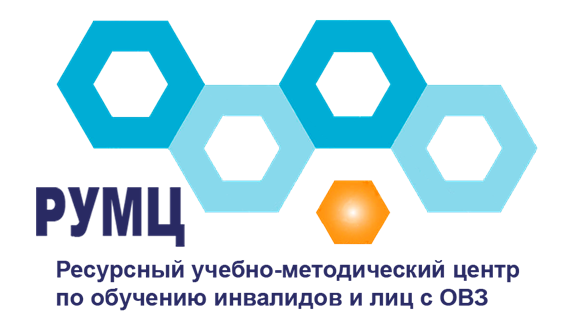 РУМЦ
Ресурсный учебно-методический центр
по обучению инвалидов и лиц с ОВЗ